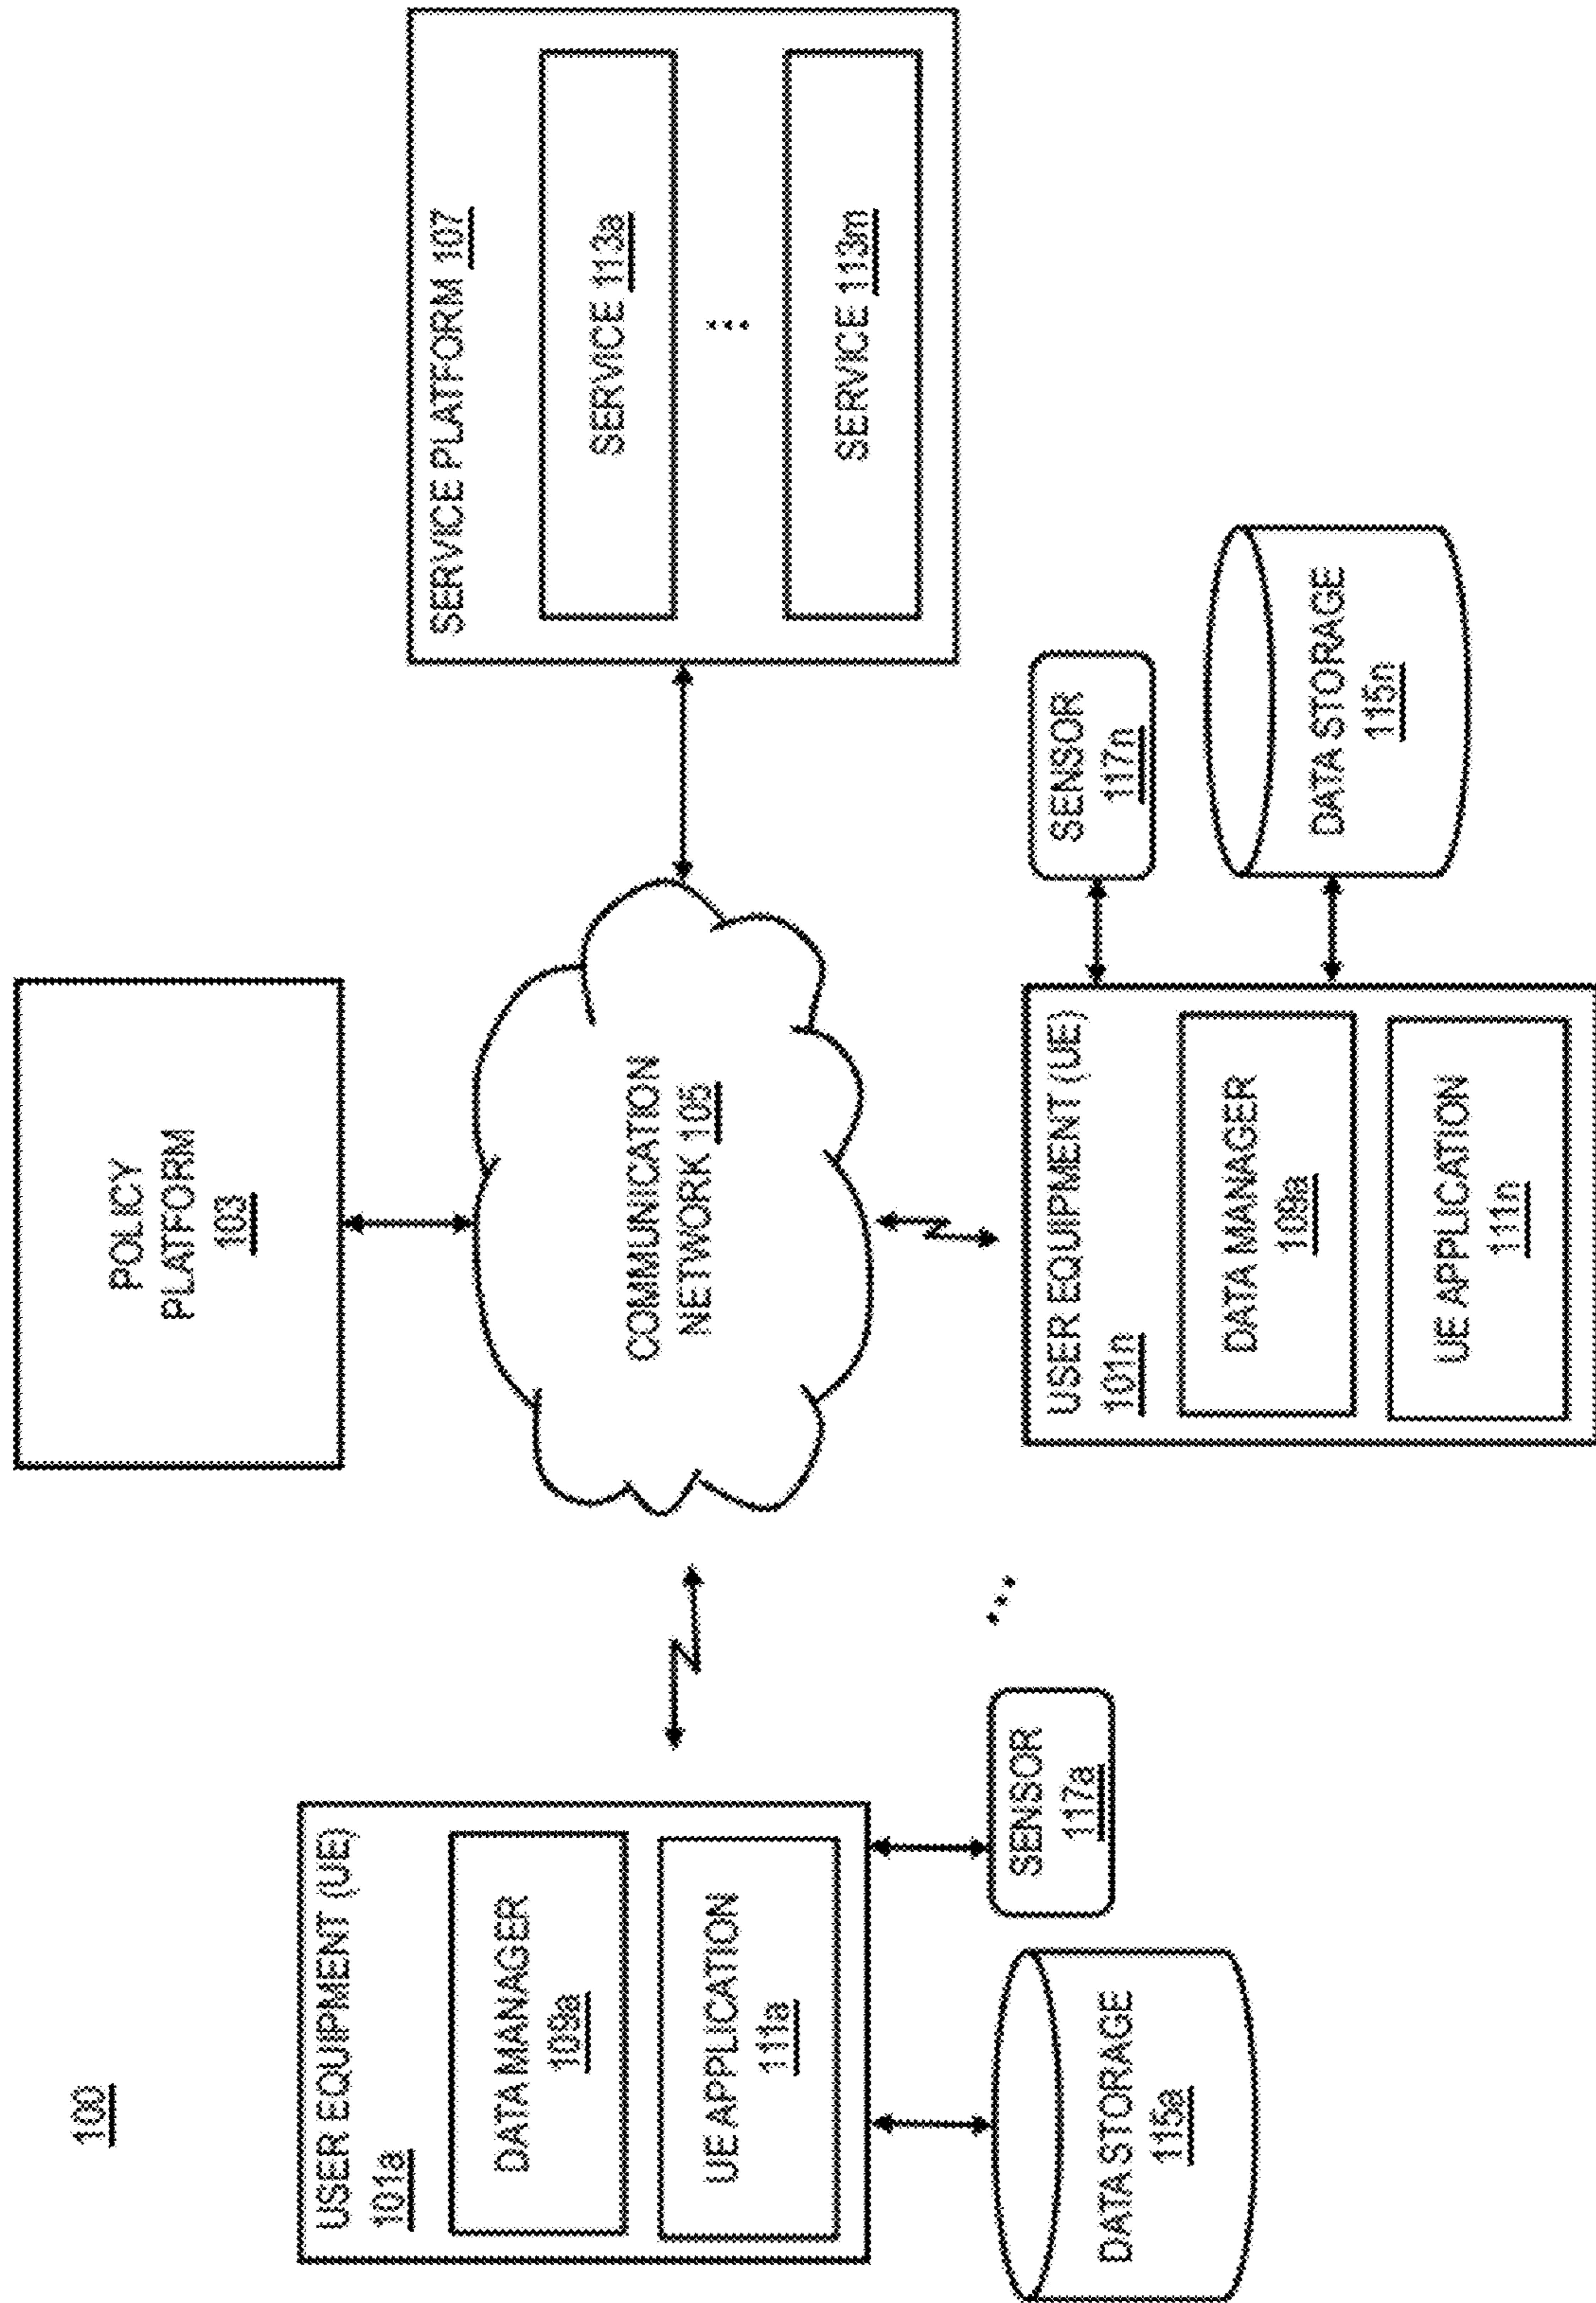 100
POLICY
PLATFORM
103
USER EQUIPMENT (UE)
101a
DATA MANAGER
109a
UE APPLICATION
111a
COMMUNICATION
NETWORK 105
SERVICE PLATFORM 107
SERVICE 113a
⋮
SERVICE 113m
DATA STORAGE
115a
SENSOR
117a
...
USER EQUIPMENT (UE)
101n
DATA MANAGER
109a
UE APPLICATION
111n
SENSOR
117n
DATA STORAGE
115n